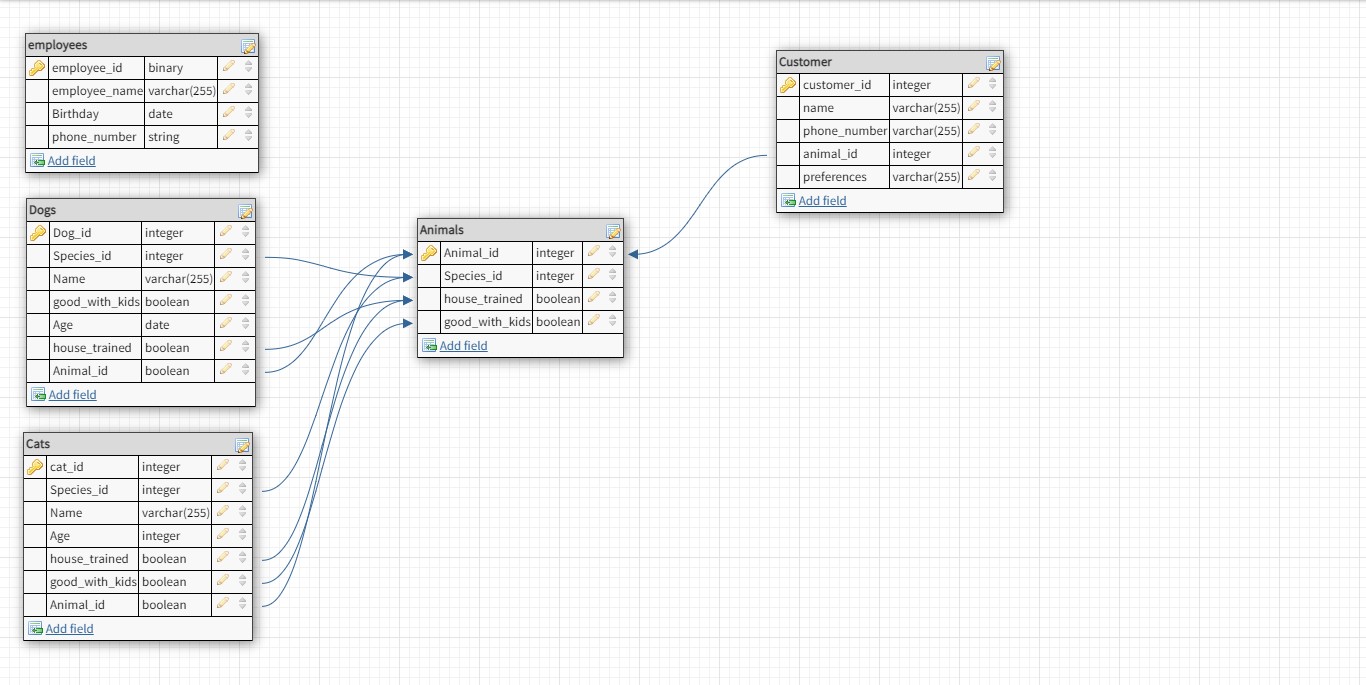 employees
employee_id binary
employee_name varchar(255)
Birthday date
phone_number string
Add field
Dogs
Dog_id integer
Species_id integer
Name varchar(255)
good_with_kids boolean
Age date
house_trained boolean
Animal_id boolean
Add field
Cats
cat_id integer
Species_id integer
Name varchar(255)
Age integer
house_trained boolean
good_with_kids boolean
Animal_id boolean
Add field
Animals
Animal_id integer
Species_id integer
house_trained boolean
good_with_kids boolean
Add field
Customer
customer_id integer
name varchar(255)
phone_number varchar(255)
animal_id integer
preferences varchar(255)
Add field